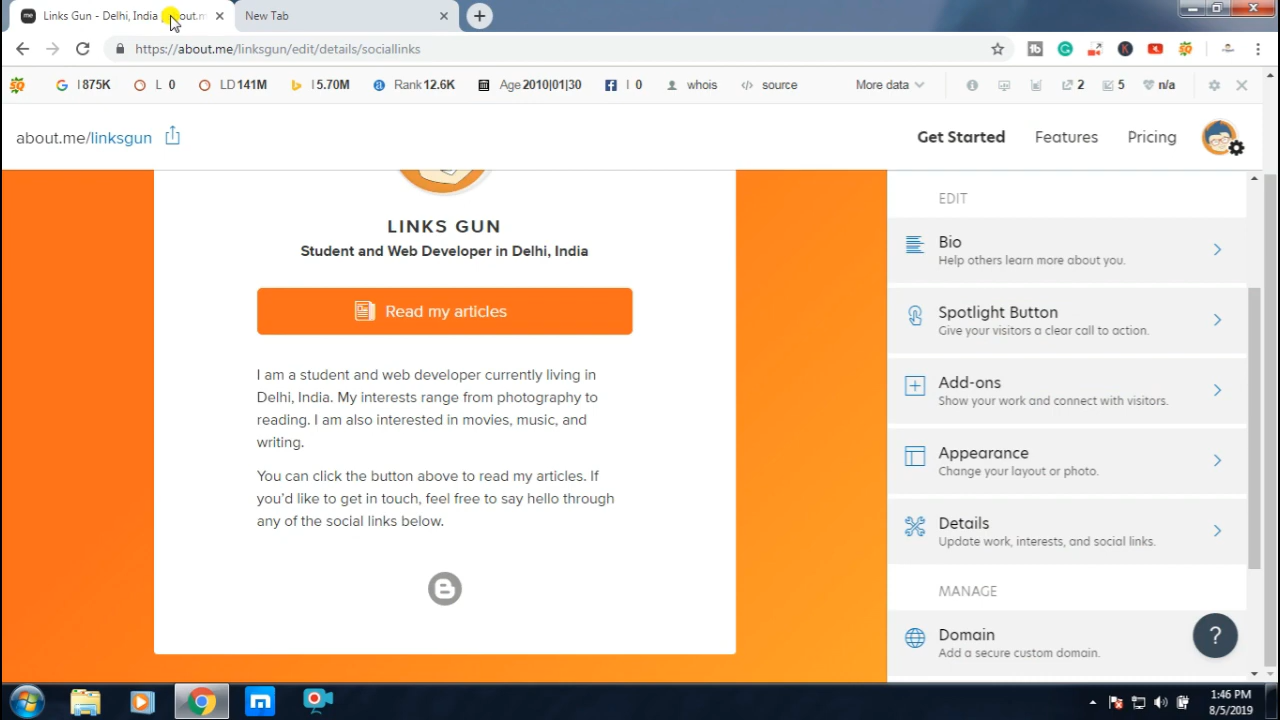 me Links Gun - Delhi, India | about.m
New Tab
https://about.me/linksgun/edit/details/sociallinks
I 875K
L 0
LD 141M
I 5.70M
Rank 12.6K
Age 2010|01|30
I 0
whois
source
More data
2
5
n/a
about.me/linksgun
Get Started
Features
Pricing
LINKS GUN
Student and Web Developer in Delhi, India
Read my articles
I am a student and web developer currently living in
Delhi, India. My interests range from photography to
reading. I am also interested in movies, music, and
writing.
You can click the button above to read my articles. If
you'd like to get in touch, feel free to say hello through
any of the social links below.
EDIT
Bio
Help others learn more about you.
Spotlight Button
Give your visitors a clear call to action.
Add-ons
Show your work and connect with visitors.
Appearance
Change your layout or photo.
Details
Update work, interests, and social links.
MANAGE
Domain
Add a secure custom domain.
?
1:46 PM
8/5/2019